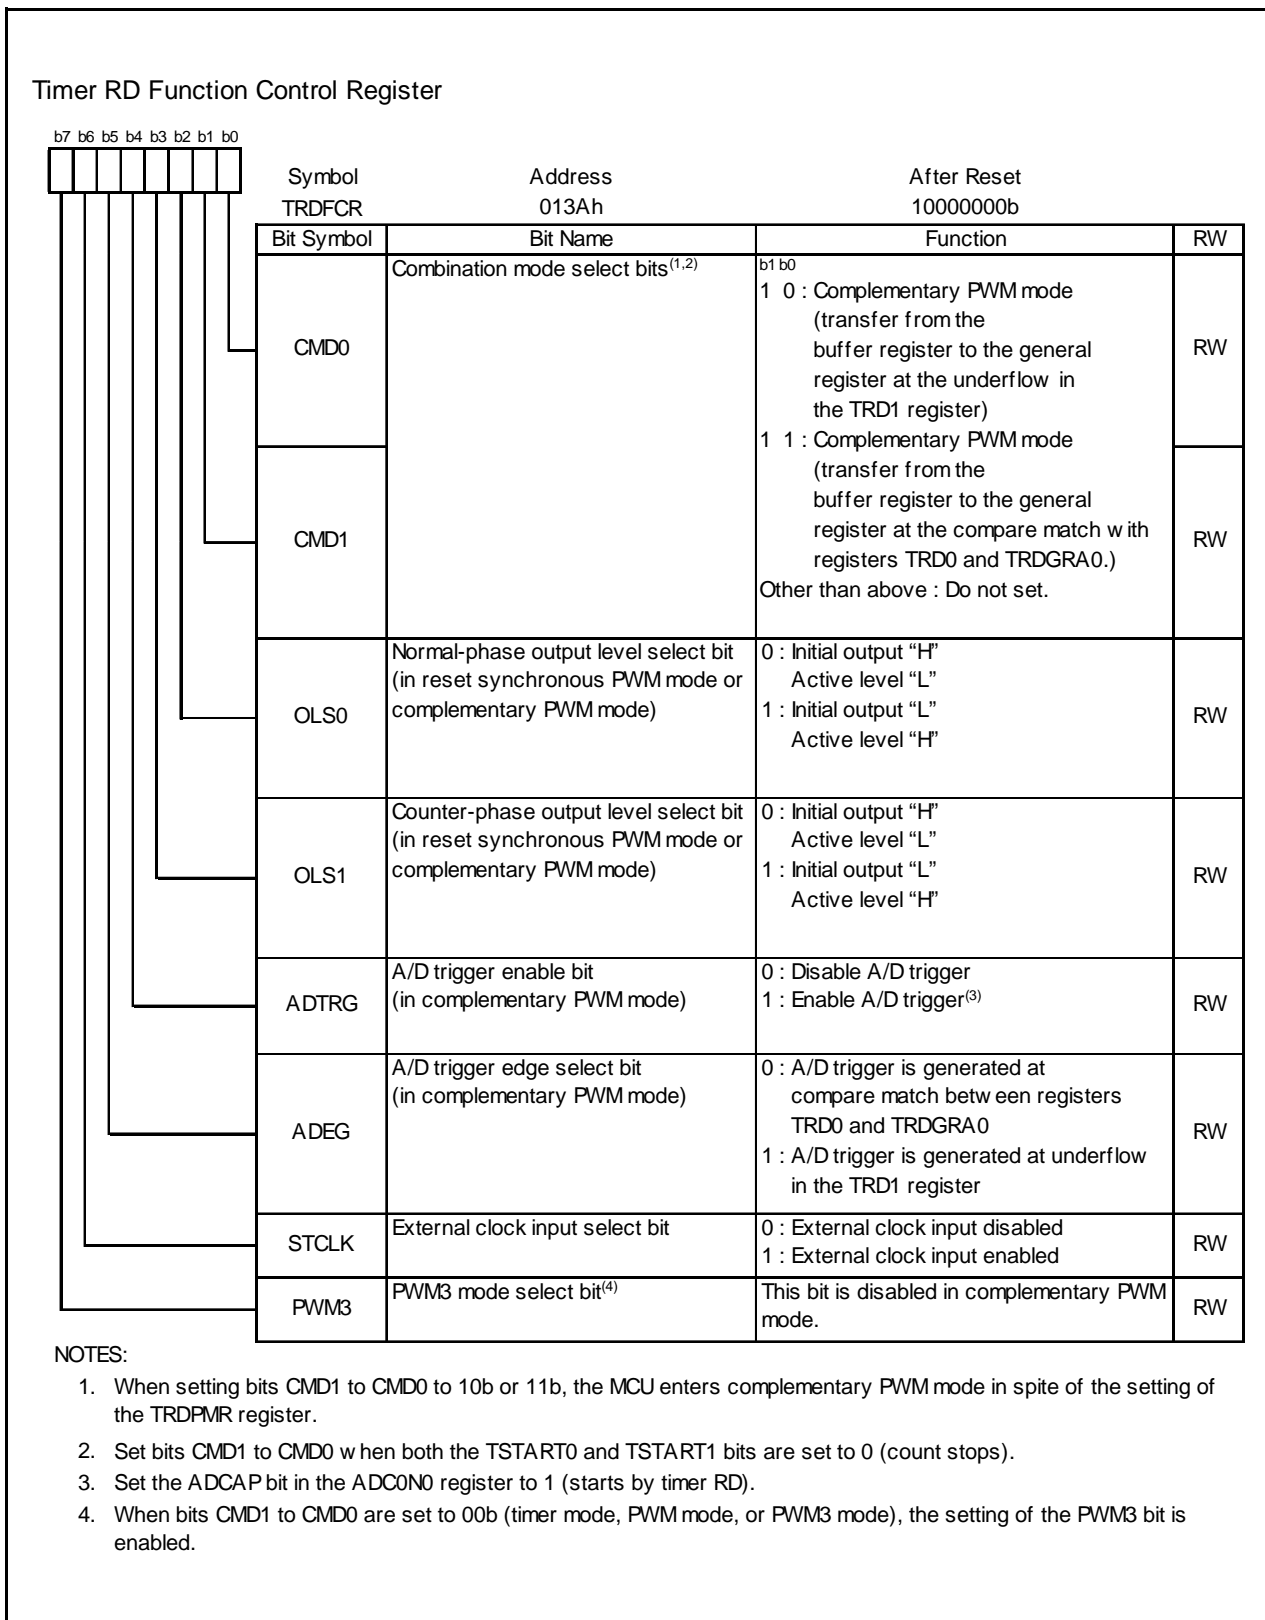 Timer RD Function Control Register
b7 b6 b5 b4 b3 b2 b1 b0
Symbol Address After Reset
TRDFCR 013Ah 10000000b
Bit Symbol Bit Name Function RW
CMD0
CMD1
Combination mode select bits(1,2)
b1 b0
1 0 : Complementary PWM mode
(transfer from the
buffer register to the general
register at the underflow in
the TRD1 register)
1 1 : Complementary PWM mode
(transfer from the
buffer register to the general
register at the compare match with
registers TRD0 and TRDGRA0.)
Other than above : Do not set.
RW
RW
OLS0
Normal-phase output level select bit
(in reset synchronous PWM mode or
complementary PWM mode)
0 : Initial output “H”
Active level “L”
1 : Initial output “L”
Active level “H”
RW
OLS1
Counter-phase output level select bit
(in reset synchronous PWM mode or
complementary PWM mode)
0 : Initial output “H”
Active level “L”
1 : Initial output “L”
Active level “H”
RW
ADTRG
A/D trigger enable bit
(in complementary PWM mode)
0 : Disable A/D trigger
1 : Enable A/D trigger(3)
RW
ADEG
A/D trigger edge select bit
(in complementary PWM mode)
0 : A/D trigger is generated at
compare match between registers
TRD0 and TRDGRA0
1 : A/D trigger is generated at underflow
in the TRD1 register
RW
STCLK
External clock input select bit
0 : External clock input disabled
1 : External clock input enabled
RW
PWM3
PWM3 mode select bit(4)
This bit is disabled in complementary PWM
mode.
RW
NOTES:
1. When setting bits CMD1 to CMD0 to 10b or 11b, the MCU enters complementary PWM mode in spite of the setting of
the TRDPMR register.
2. Set bits CMD1 to CMD0 when both the TSTART0 and TSTART1 bits are set to 0 (count stops).
3. Set the ADCAP bit in the ADC0N0 register to 1 (starts by timer RD).
4. When bits CMD1 to CMD0 are set to 00b (timer mode, PWM mode, or PWM3 mode), the setting of the PWM3 bit is
enabled.